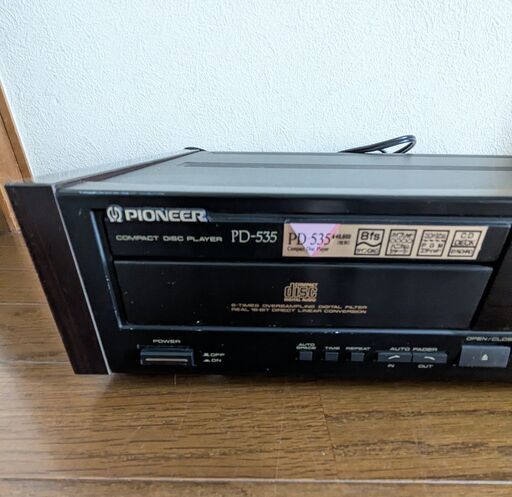 PIONEER
COMPACT DISC PLAYER
PD-535
PD 535
Compact Disc Player
8fs
CD
DECK
COMPACT
disc
DIGITAL AUDIO
8-TIMES OVERSAMPLING DIGITAL FILTER
REAL 18-BIT DIRECT LINEAR CONVERSION
POWER
OFF
ON
AUTO
SPACE
TIME
REPEAT
AUTO FADER
IN
OUT
OPEN/CLOSE